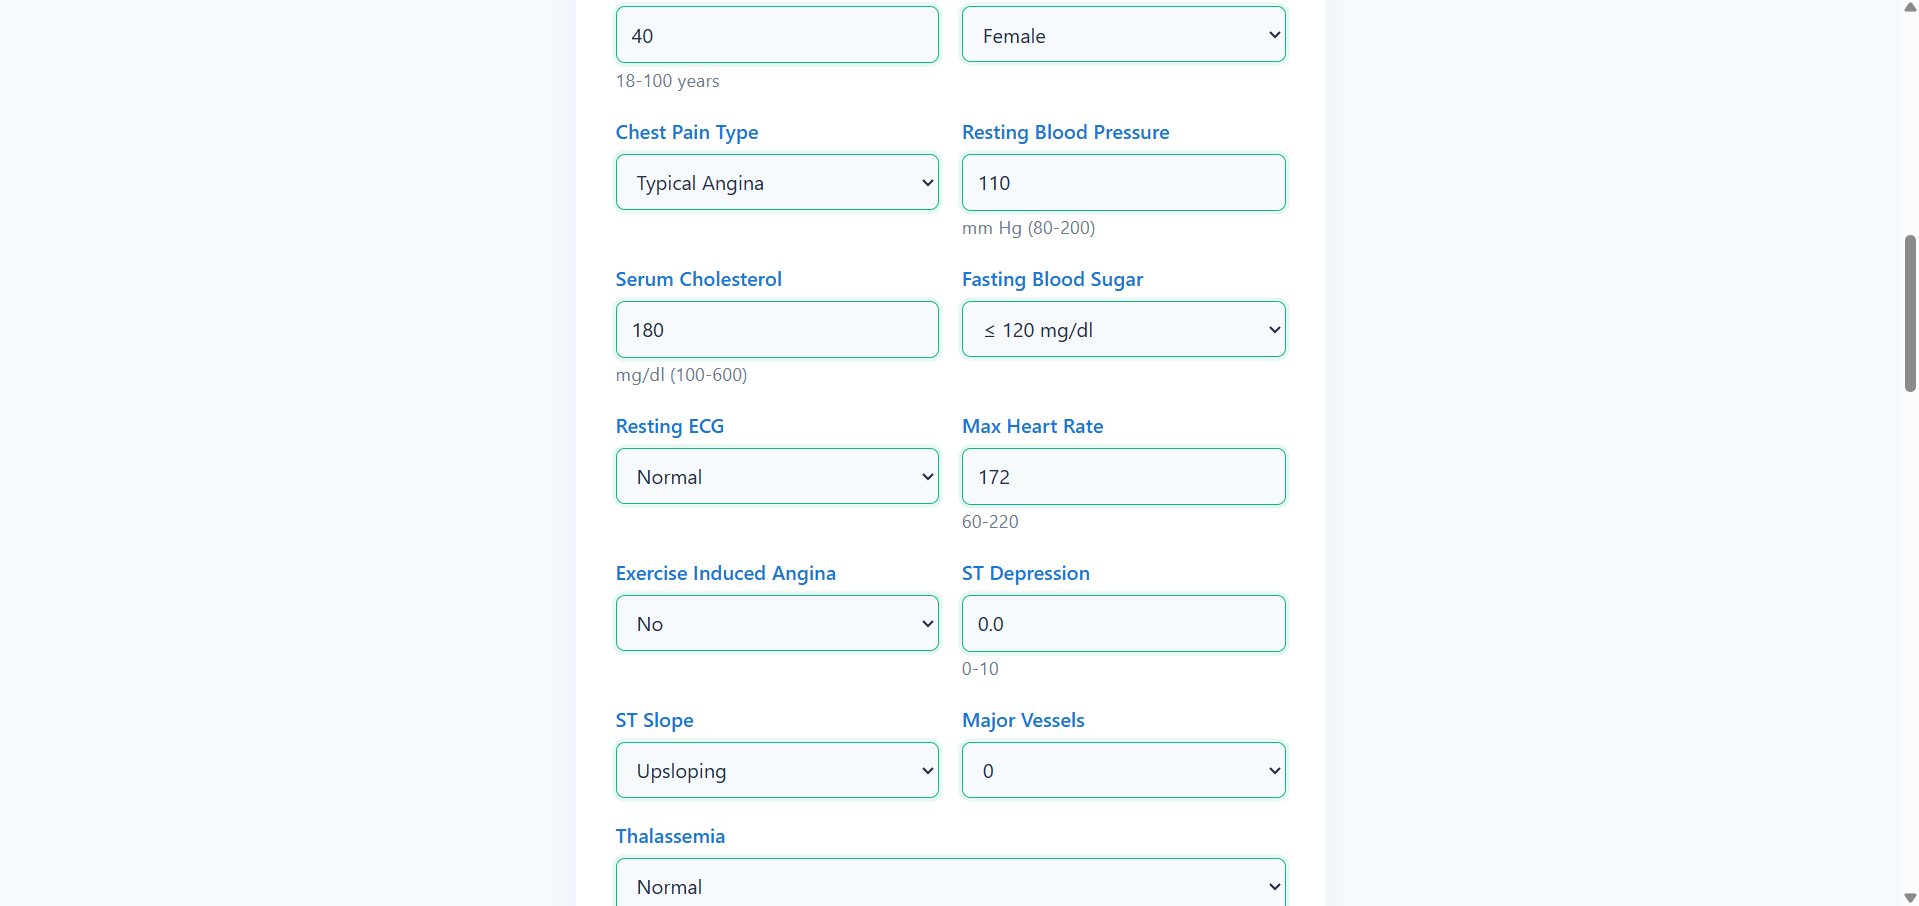 40 Female
18-100 years
Chest Pain Type Resting Blood Pressure
Typical Angina 110
mm Hg (80-200)
Serum Cholesterol Fasting Blood Sugar
180 ≤ 120 mg/dl
mg/dl (100-600)
Resting ECG Max Heart Rate
Normal 172
60-220
Exercise Induced Angina ST Depression
No 0.0
0-10
ST Slope Major Vessels
Upsloping 0
Thalassemia
Normal